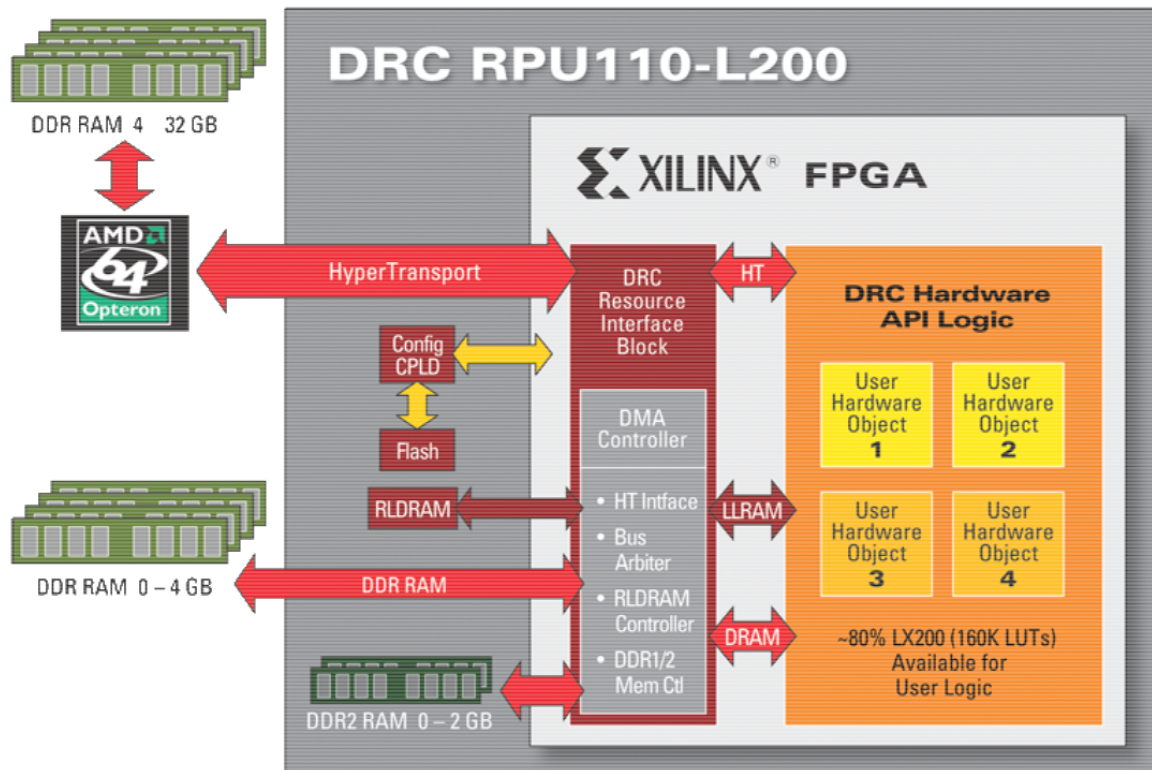 DRC RPU110-L200
DDR RAM 4 32 GB
XILINX® FPGA
AMD
64
Opteron
HyperTransport
DRC
Resource
Interface
Block
HT
DRC Hardware
API Logic
Config
CPLD
Flash
RLDRAM
DMA
Controller
• HT Intface
• Bus
Arbiter
• RLDRAM
Controller
• DDR1/2
Mem Ctl
LLRAM
DRAM
User
Hardware
Object
1
User
Hardware
Object
2
User
Hardware
Object
3
User
Hardware
Object
4
~80% LX200 (160K LUTs)
Available for
User Logic
DDR RAM 0 – 4 GB
DDR RAM
DDR2 RAM 0 – 2 GB